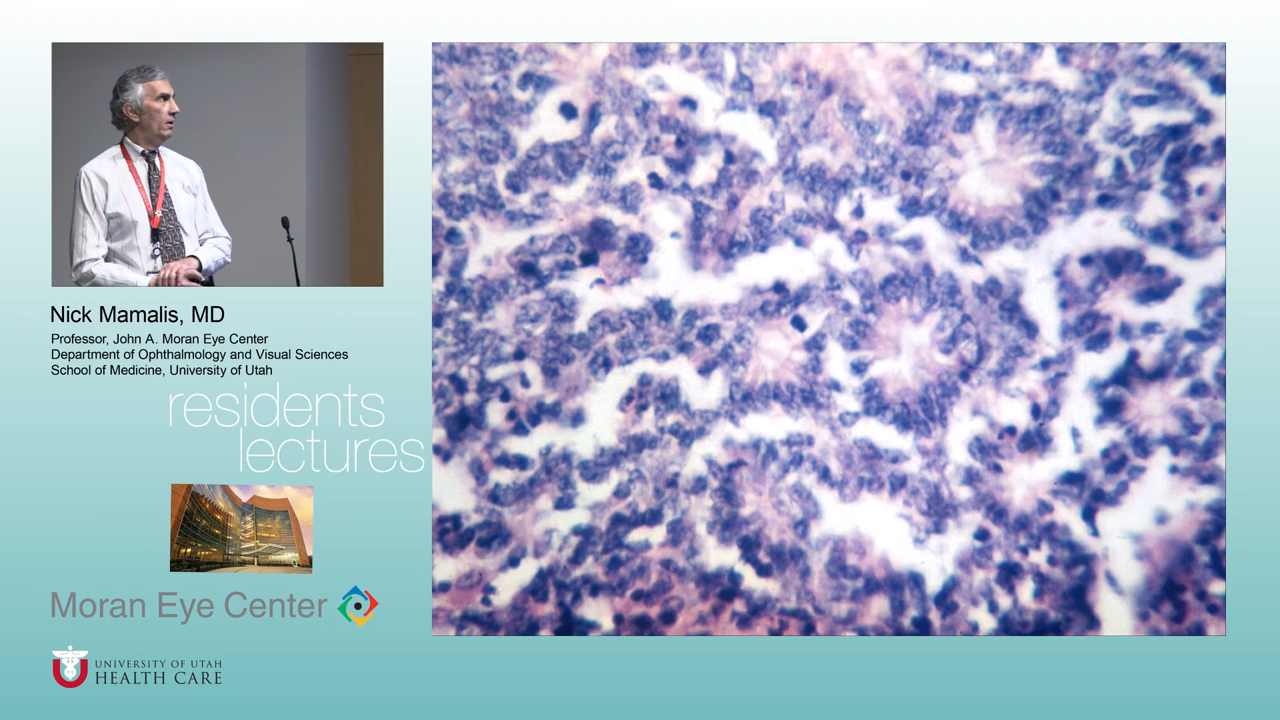 Nick Mamalis, MD
Professor, John A. Moran Eye Center
Department of Ophthalmology and Visual Sciences
School of Medicine, University of Utah
residents
lectures
Moran Eye Center
UNIVERSITY OF UTAH
HEALTH CARE